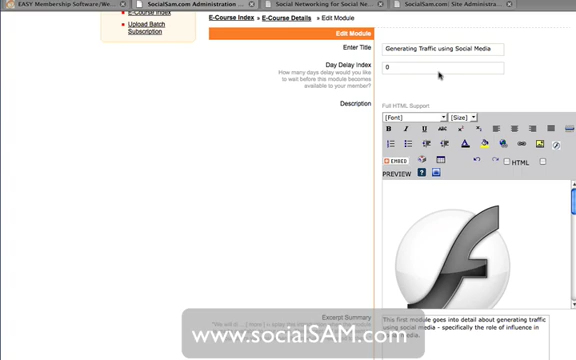 EASY Membership Software/We...
SocialSam.com Administration ...
Social Networking for Social Ne...
SocialSam.com| Site Administra...
E-Course Index
Upload Batch
Subscription
E-Course Index » E-Course Details » Edit Module
Edit Module
Enter Title
Generating Traffic using Social Media
Day Delay Index
0
How many days delay would you like
to wait before this module becomes
available to your member?
Description
Full HTML Support
[Font]
[Size]
B I U ABC
EMBED
HTML
PREVIEW
Excerpt Summary
This first module goes into detail about generating traffic
using social media - specifically the role of influence in
media.
www.socialSAM.com